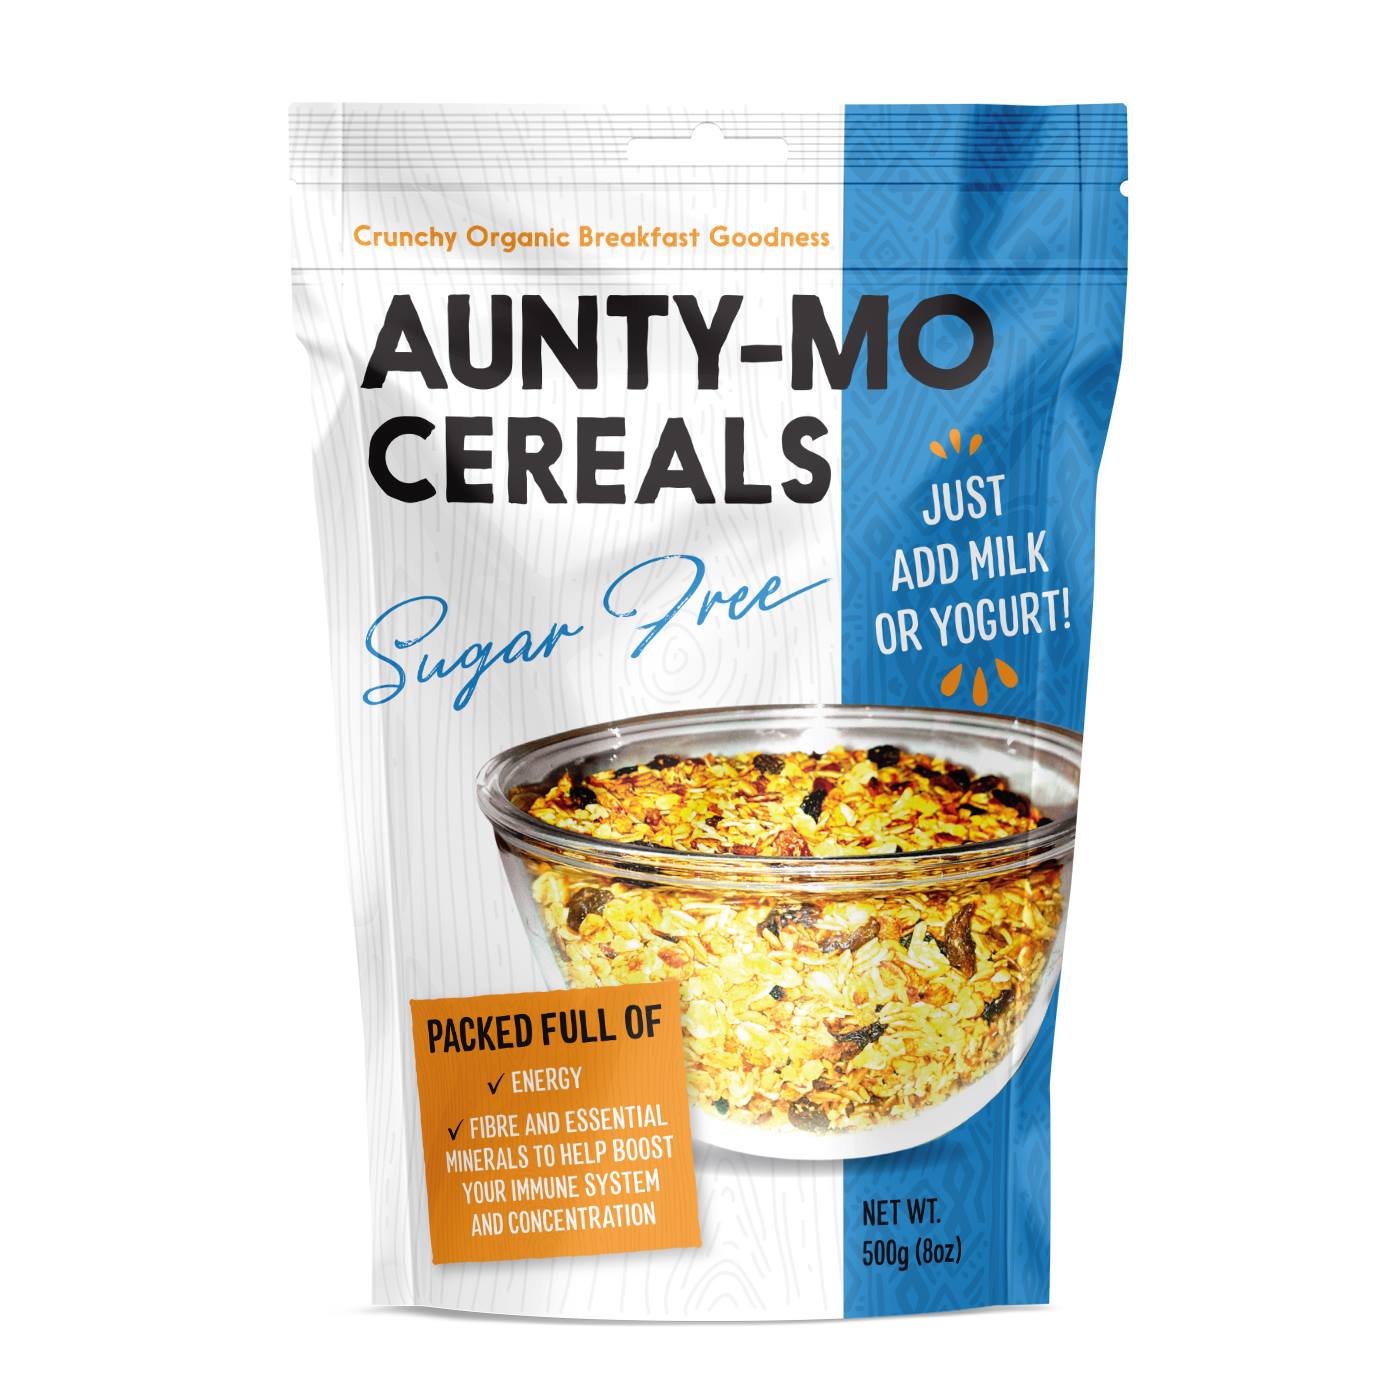 Crunchy Organic Breakfast Goodness
AUNTY-MO
CEREALS
Sugar Free
JUST
ADD MILK
OR YOGURT!
PACKED FULL OF
✓ ENERGY
✓ FIBRE AND ESSENTIAL
MINERALS TO HELP BOOST
YOUR IMMUNE SYSTEM
AND CONCENTRATION
NET WT.
500g (8oz)